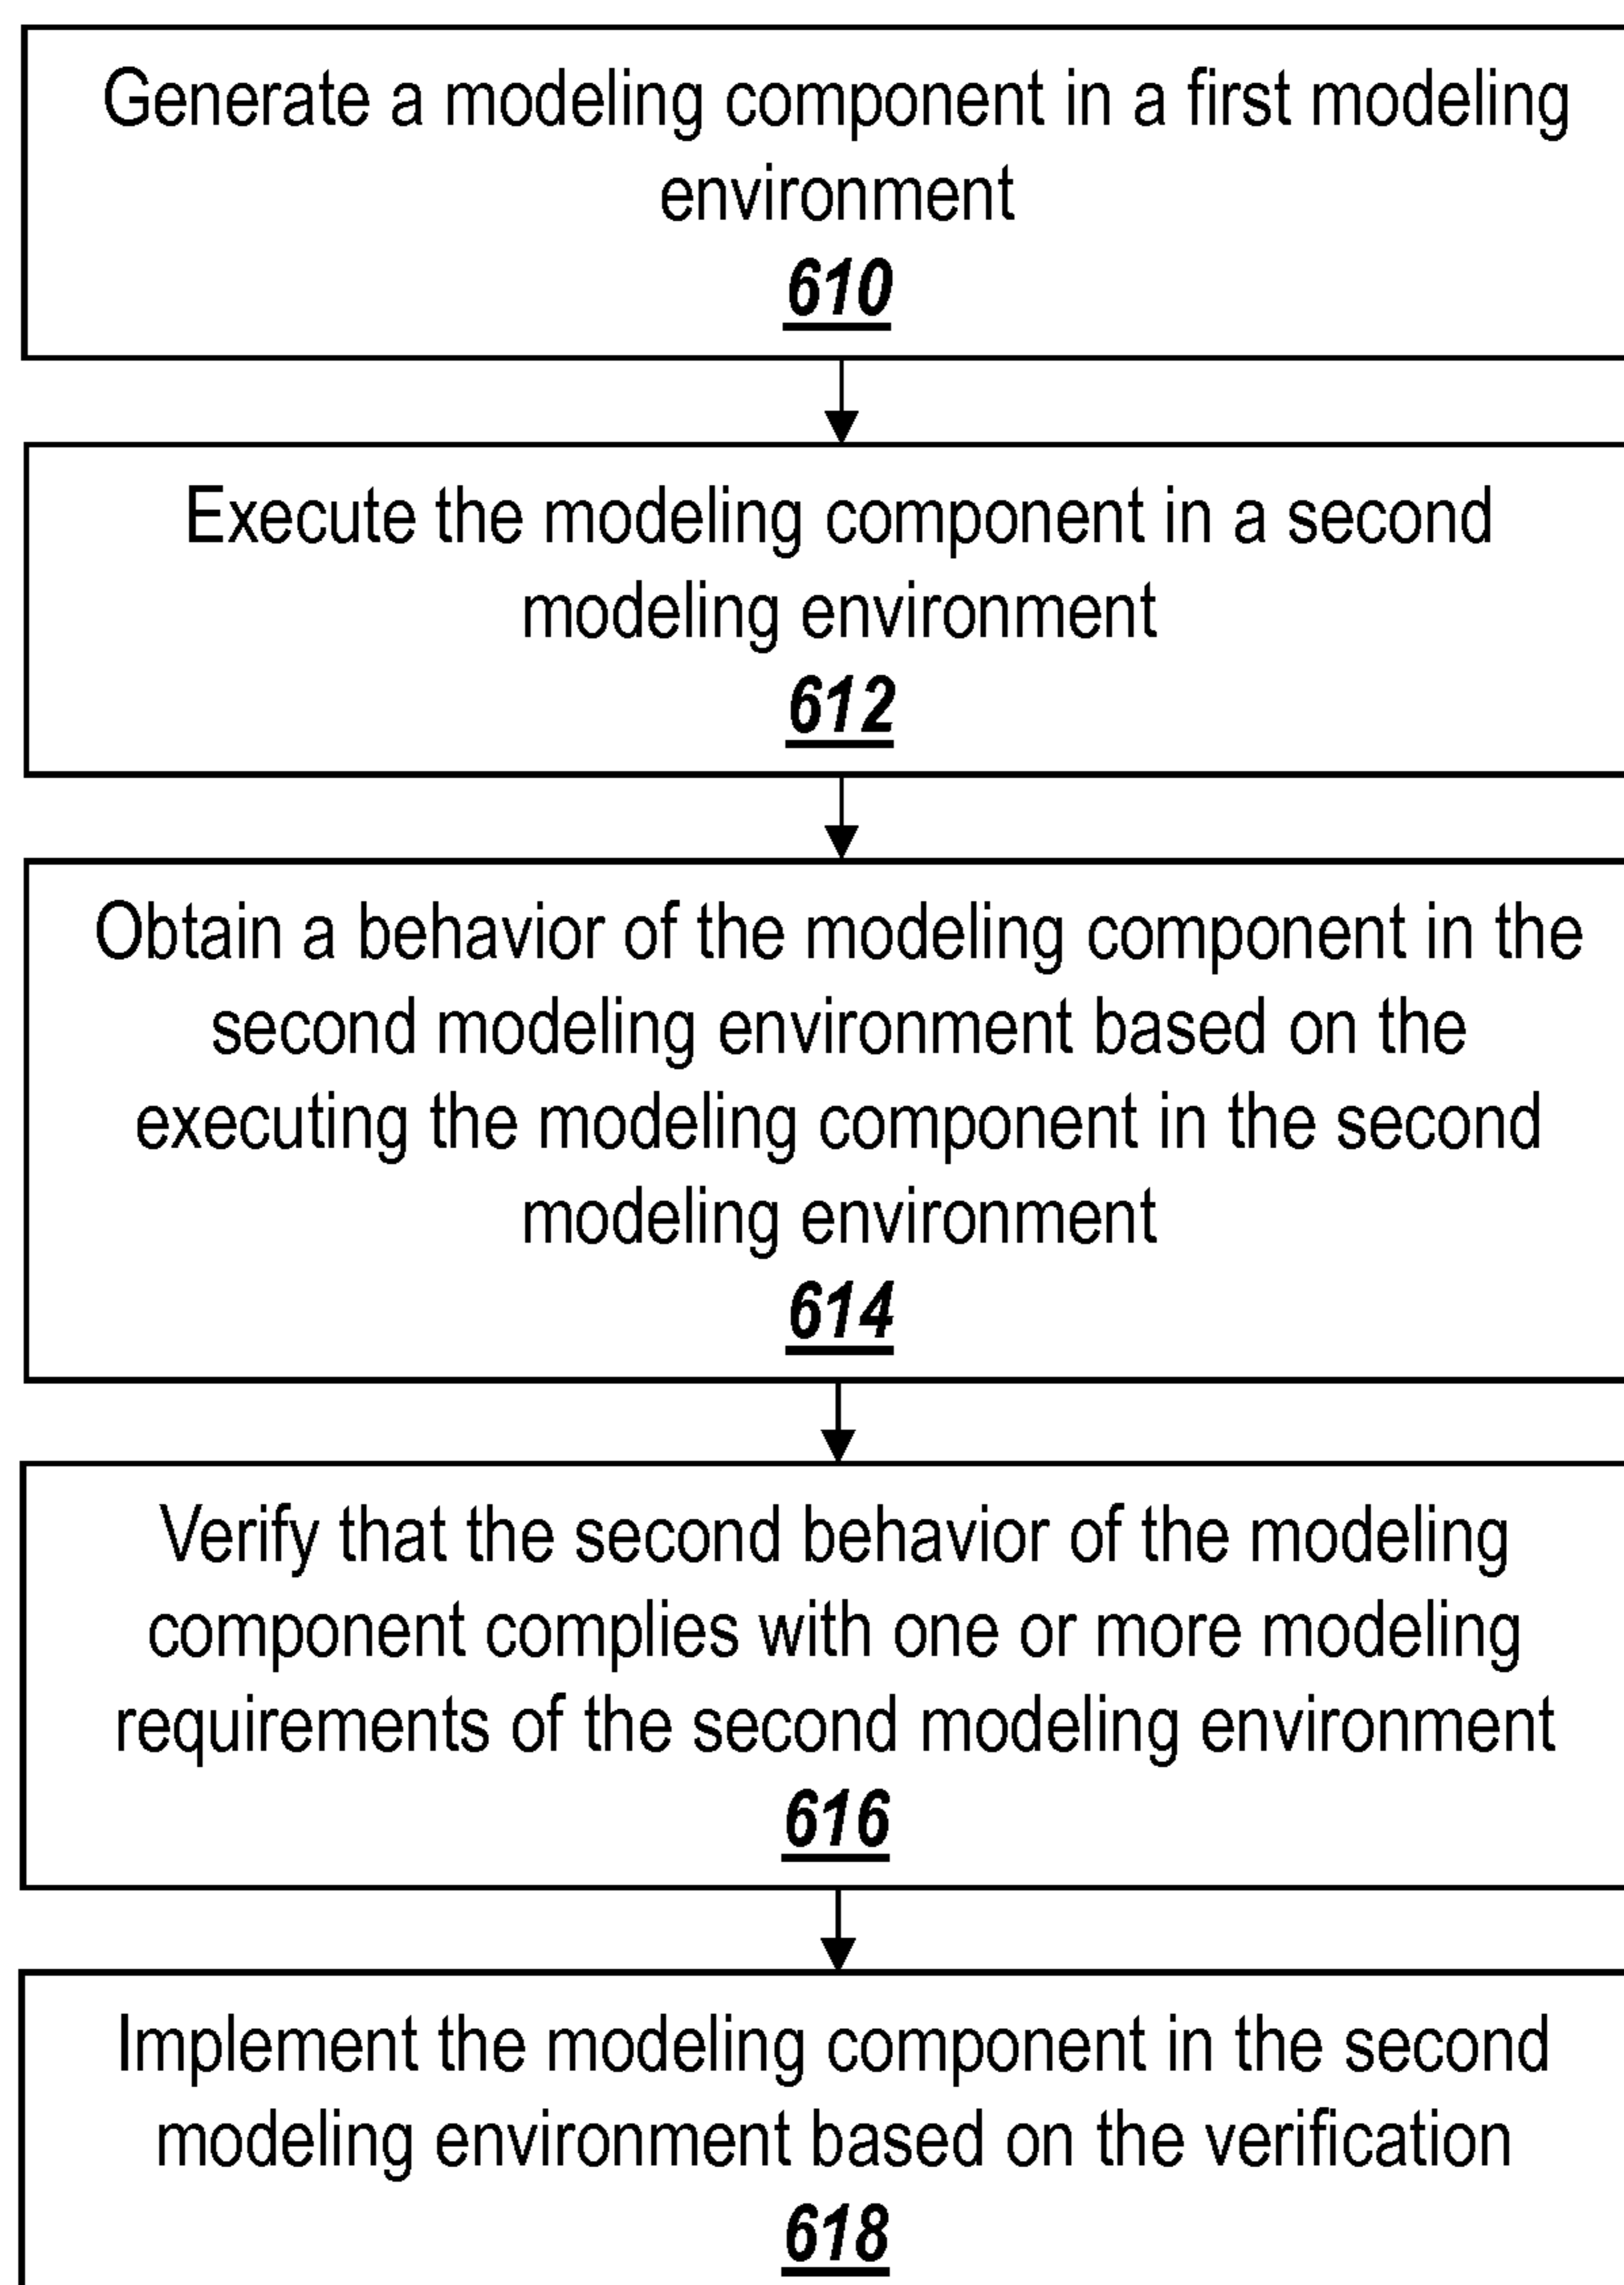 Generate a modeling component in a first modeling
environment
610
Execute the modeling component in a second
modeling environment
612
Obtain a behavior of the modeling component in the
second modeling environment based on the
executing the modeling component in the second
modeling environment
614
Verify that the second behavior of the modeling
component complies with one or more modeling
requirements of the second modeling environment
616
Implement the modeling component in the second
modeling environment based on the verification
618